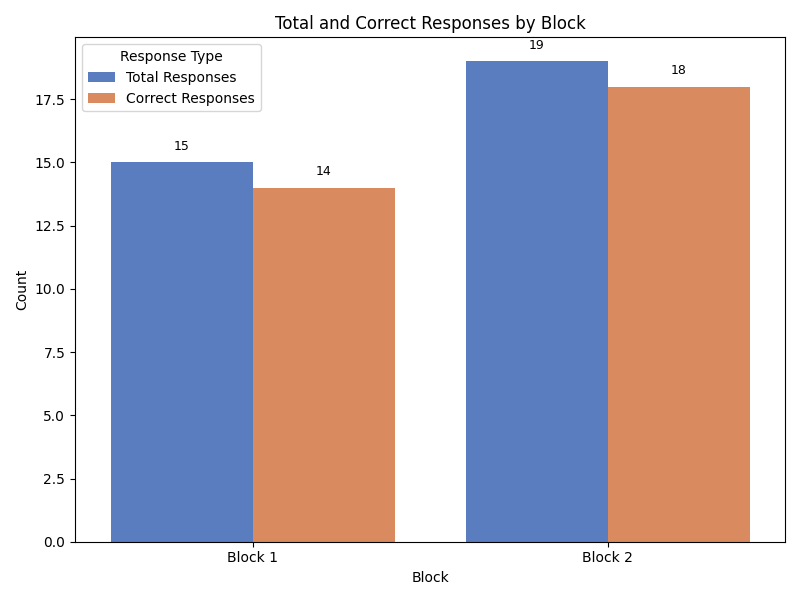 Total and Correct Responses by Block
Response Type
Total Responses
Correct Responses
19
18
15
14
17.5
15.0
12.5
10.0
7.5
5.0
2.5
0.0
Count
Block 1
Block 2
Block